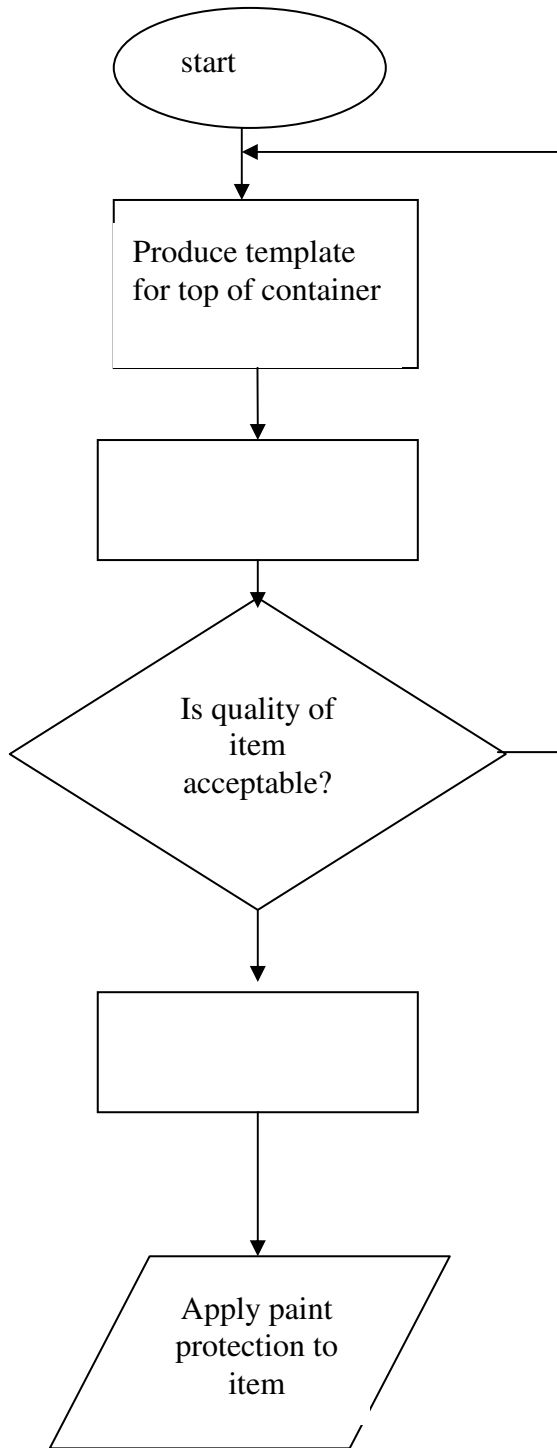 start
Produce template
for top of container
Is quality of
item
acceptable?
Apply paint
protection to
item